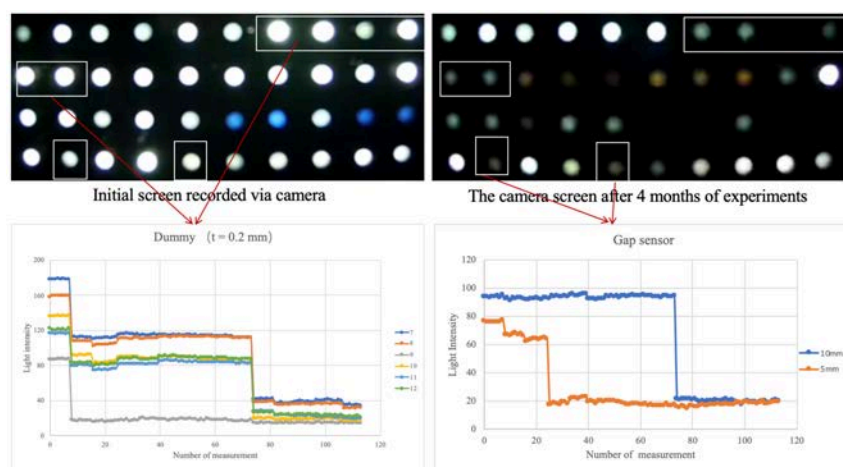 Initial screen recorded via camera
The camera screen after 4 months of experiments
Dummy (t = 0.2 mm)
Light intensity
200
160
120
80
40
0
0 20 40 60 80 100 120
Number of measurement
7
8
9
10
11
12
Gap sensor
Light Intensity
120
100
80
60
40
20
0
0 20 40 60 80 100 120
Number of measurement
10mm
5mm